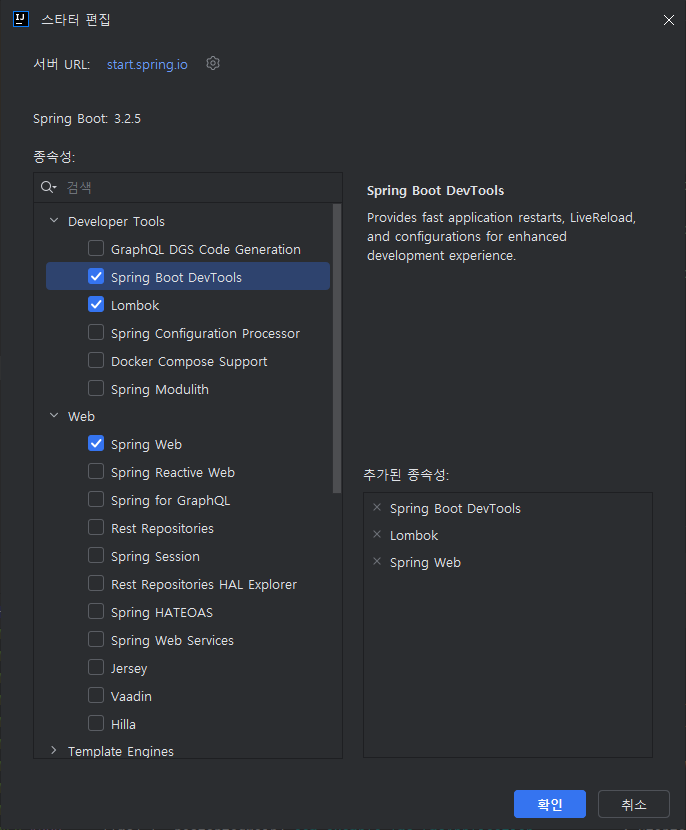 스타터 편집
서버 URL: start.spring.io
Spring Boot: 3.2.5
종속성:
검색
Developer Tools
GraphQL DGS Code Generation
Spring Boot DevTools
Lombok
Spring Configuration Processor
Docker Compose Support
Spring Modulith
Web
Spring Web
Spring Reactive Web
Spring for GraphQL
Rest Repositories
Spring Session
Rest Repositories HAL Explorer
Spring HATEOAS
Spring Web Services
Jersey
Vaadin
Hilla
Template Engines
Spring Boot DevTools
Provides fast application restarts, LiveReload,
and configurations for enhanced
development experience.
추가된 종속성:
Spring Boot DevTools
Lombok
Spring Web
확인
취소